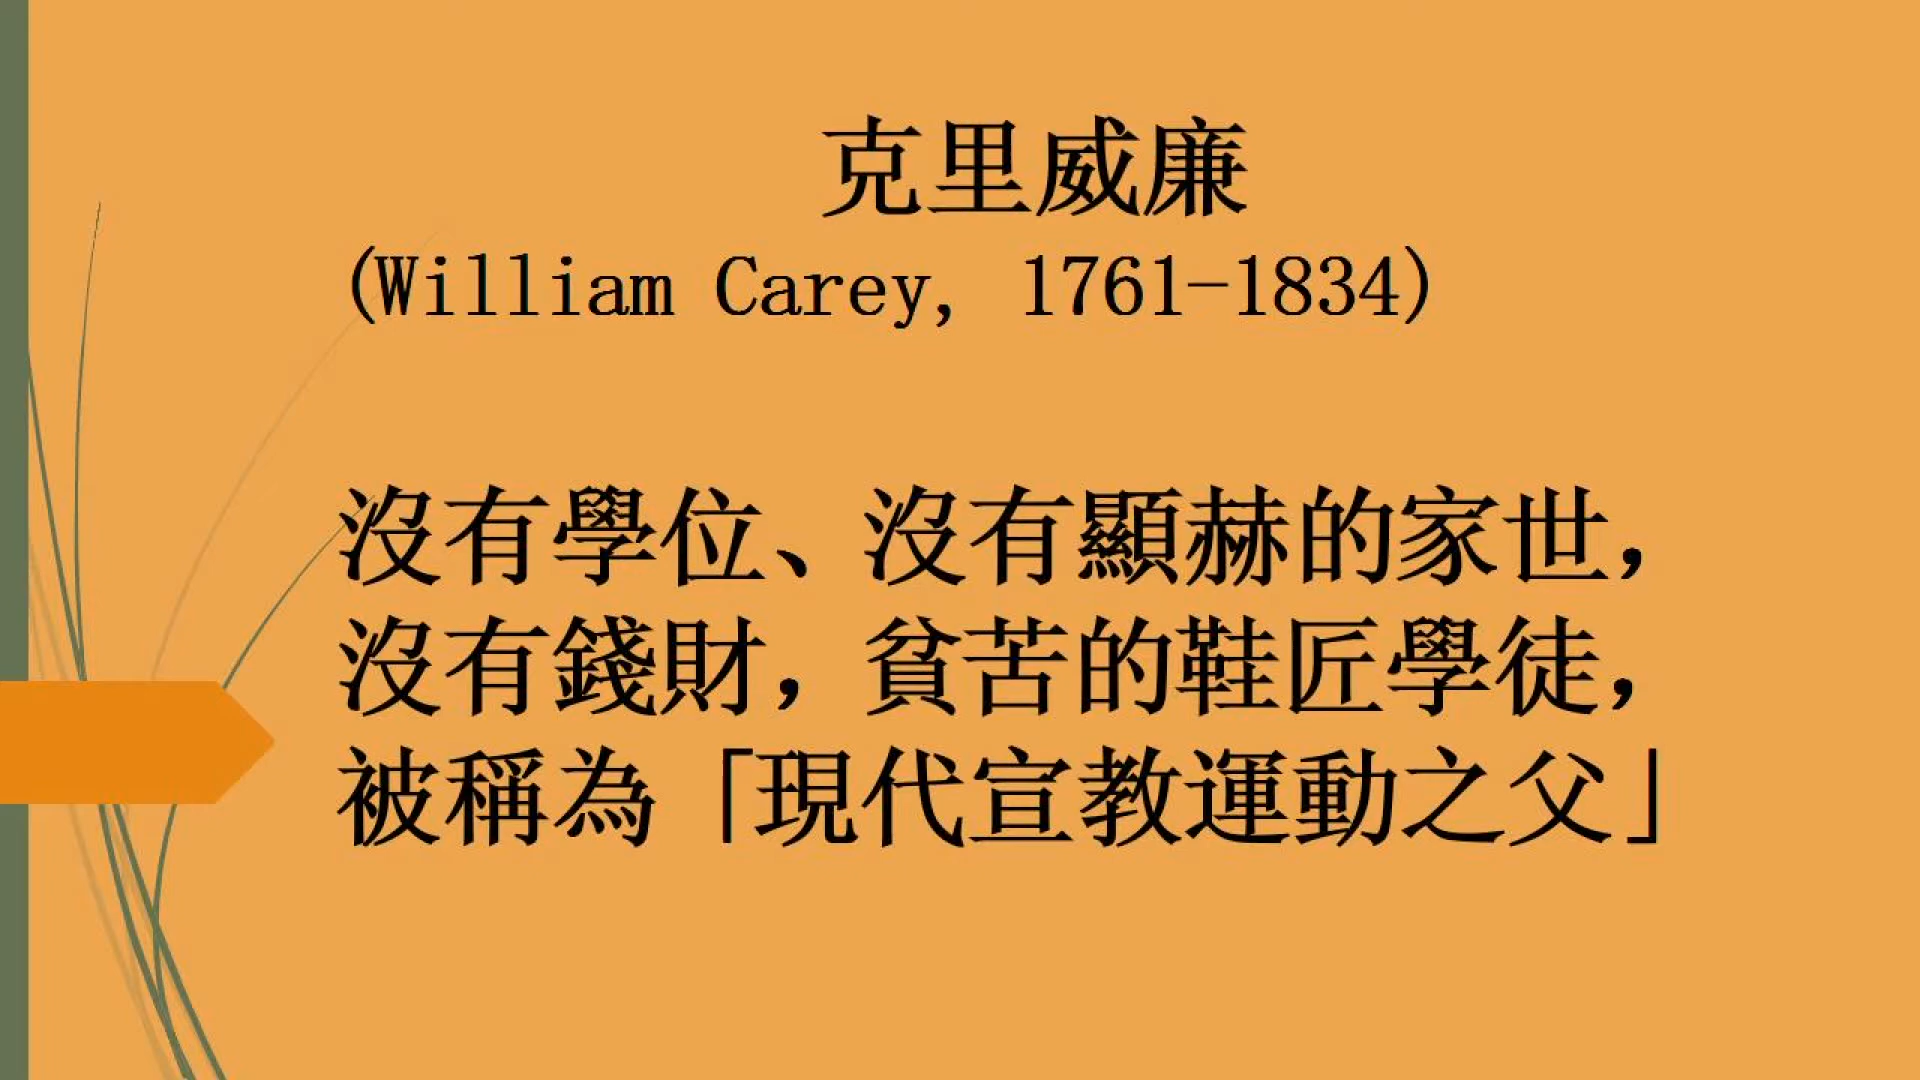 克里威廉
(William Carey, 1761-1834)
沒有學位、沒有顯赫的家世，
沒有錢財，貧苦的鞋匠學徒，
被稱為「現代宣教運動之父」